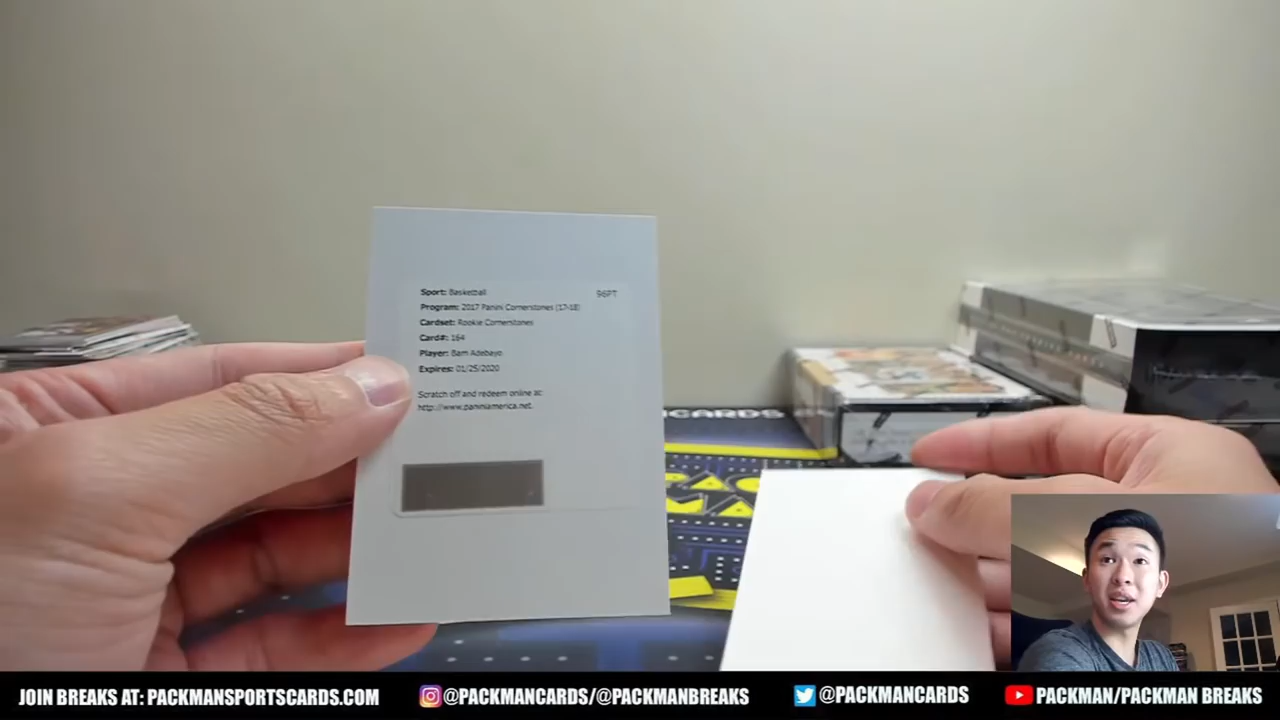 Sport: Basketball
96PT
Program: 2017 Panini Cornerstones (17-18)
Cardset: Rookie Cornerstones
Card#: 164
Player: Bam Adebayo
Expires: 01/25/2020
Scratch off and redeem online at:
http://www.paniniamerica.net.
JOIN BREAKS AT: PACKMANSPORTSCARDS.COM
@PACKMANCARDS/@PACKMANBREAKS
@PACKMANCARDS
PACKMAN/PACKMAN BREAKS